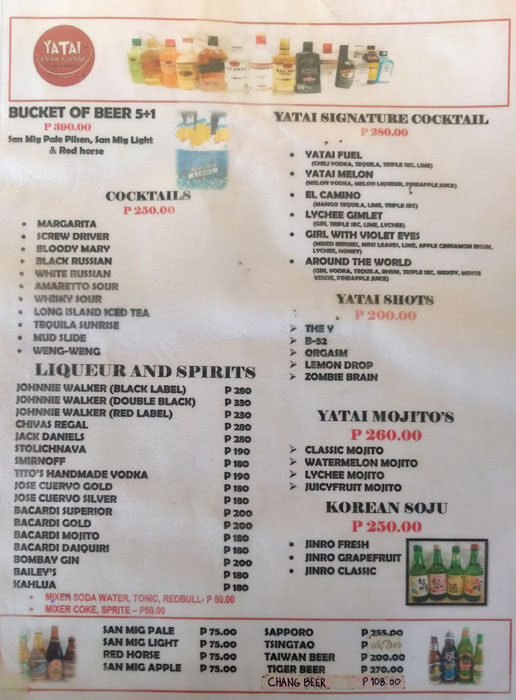 YATAI
ASIAN CUISINE
BUCKET OF BEER 5+1
P 390.00
San Mig Pale Pilsen, San Mig Light
& Red horse
COCKTAILS
P 250.00
MARGARITA
SCREW DRIVER
BLOODY MARY
BLACK RUSSIAN
WHITE RUSSIAN
AMARETTO SOUR
WHISKY SOUR
LONG ISLAND ICED TEA
TEQUILA SUNRISE
MUD SLIDE
WENG-WENG
LIQUEUR AND SPIRITS
JOHNNIE WALKER (BLACK LABEL) P 280
JOHNNIE WALKER (DOUBLE BLACK) P 330
JOHNNIE WALKER (RED LABEL) P 230
CHIVAS REGAL P 280
JACK DANIELS P 280
STOLICHNAVA P 190
SMIRNOFF P 180
TITO'S HANDMADE VODKA P 190
JOSE CUERVO GOLD P 180
JOSE CUERVO SILVER P 180
BACARDI SUPERIOR P 200
BACARDI GOLD P 200
BACARDI MOJITO P 180
BACARDI DAIQUIRI P 180
BOMBAY GIN P 200
BAILEY'S P 180
KAHLUA P 180
MIXER SODA WATER, TONIC, REDBULL- P 50.00
MIXER COKE, SPRITE – P50.00
YATAI SIGNATURE COCKTAIL
P 280.00
YATAI FUEL
(CHILI VODKA, TEQUILA, TRIPLE SEC, LIME)
YATAI MELON
(MELON VODKA, MELON LIQUEUR, PINEAPPLE JUICE)
EL CAMINO
(MANGO TEQUILA, LIME, TRIPLE SEC)
LYCHEE GIMLET
(GIN, TRIPLE SEC, LIME, LYCHEE)
GIRL WITH VIOLET EYES
(MIXED BERRIES, MINT LEAVES, LIME, APPLE CINNAMON RHUM,
LYCHEE, HONEY)
AROUND THE WORLD
(GIN, VODKA, TEQUILA, RHUM, TRIPLE SEC, WISKEY, MENTE
VERDE, PINEAPPLE JUICE)
YATAI SHOTS
P 200.00
THE Y
B-52
ORGASM
LEMON DROP
ZOMBIE BRAIN
YATAI MOJITO'S
P 260.00
CLASSIC MOJITO
WATERMELON MOJITO
LYCHEE MOJITO
JUICYFRUIT MOJITO
KOREAN SOJU
P 250.00
JINRO FRESH
JINRO GRAPEFRUIT
JINRO CLASSIC
SAN MIG PALE P 75.00
SAN MIG LIGHT P 75.00
RED HORSE P 75.00
SAN MIG APPLE P 75.00
SAPPORO P 255.00
TSINGTAO P
TAIWAN BEER P 200.00
TIGER BEER P 270.00
CHANG BEER P 108.00